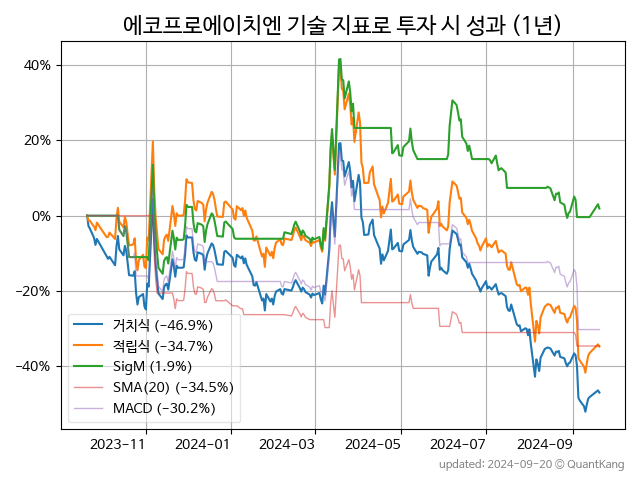 에코프로에이치엔 기술 지표로 투자 시 성과 (1년)
40%
20%
0%
−20%
−40%
거치식 (−46.9%)
적립식 (−34.7%)
SigM (1.9%)
SMA(20) (−34.5%)
MACD (−30.2%)
2023-11 2024-01 2024-03 2024-05 2024-07 2024-09
updated: 2024-09-20 © QuantKang